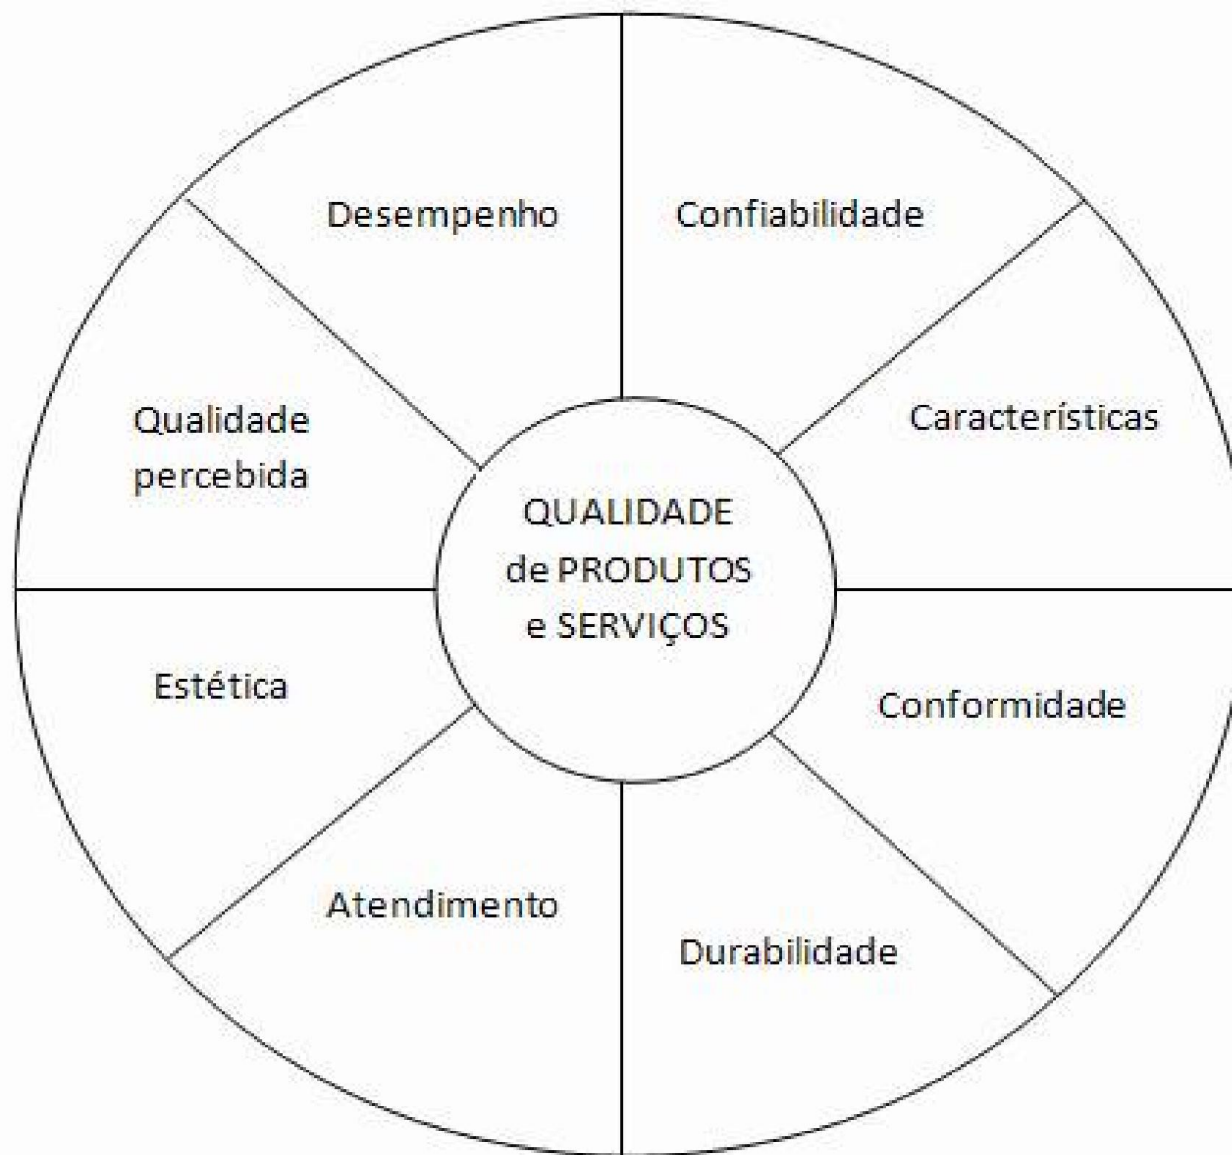 Desempenho
Confiabilidade
Qualidade
percebida
Características
QUALIDADE
de PRODUTOS
e SERVIÇOS
Estética
Conformidade
Atendimento
Durabilidade